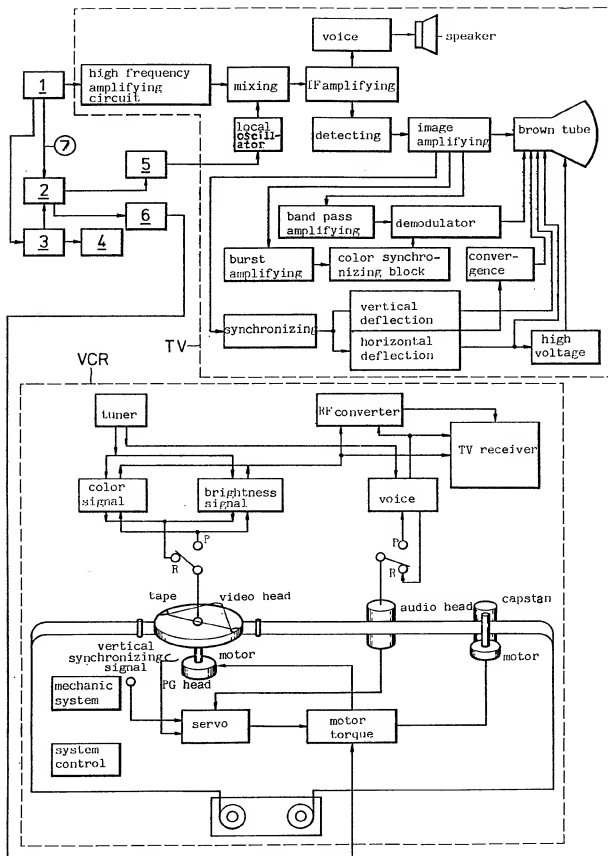 voice
speaker
1
high frequency
amplifying
circuit
mixing
IF amplifying
local
oscill-
ator
detecting
image
amplifying
brown tube
7
5
2
6
3
4
band pass
amplifying
demodulator
burst
amplifying
color synchro-
nizing block
conver-
gence
synchronizing
vertical
deflection
horizontal
deflection
high
voltage
TV
VCR
tuner
RF converter
TV receiver
color
signal
brightness
signal
voice
P
R
P
R
tape
video head
audio head
capstan
vertical
synchronizing
signal
motor
motor
PG head
mechanic
system
servo
motor
torque
system
control